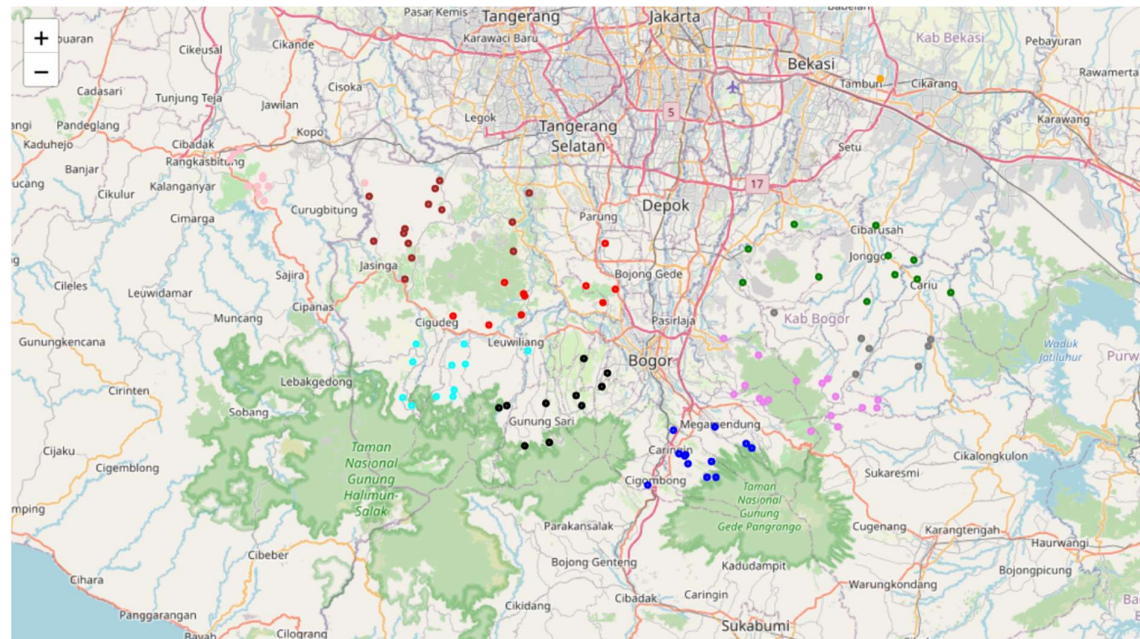 +
−
Pasar Kemis
Tangerang
Jakarta
Babelan
Cikeusal
Cikande
Karawaci Baru
Kab Bekasi
Pebayuran
Bekasi
Cadasari
Tunjung Teja
Cisoka
Tambun
Cikarang
Rawamerta
Jawilan
Legok
5
Karawang
Pandeglang
Kopo
Tangerang
Selatan
Kaduhejo
Cibadak
Setu
Rangkasbitung
Banjar
Kalanganyar
17
Cikulur
Curugbitung
Depok
Cimarga
Parung
Cibarusah
Jasinga
Jonggol
Sajira
Bojong Gede
Cileles
Leuwidamar
Cariu
Cipanas
Muncang
Cigudeg
Pasirlaja
Kab Bogor
Gunungkencana
Leuwiliang
Waduk
Jatiluhur
Bogor
Lebakgedong
Cirinten
Sobang
Gunung Sari
Megamendung
Cijaku
Taman
Nasional
Gunung
Halimun-
Salak
Caringin
Cikalongkulon
Cigemblong
Sukaresmi
Cigombong
Taman
Nasional
Gunung
Gede Pangrango
Parakansalak
Cugenang
Karangtengah
Haurwangi
Cibeber
Bojong Genteng
Kadudampit
Bojongpicung
Cihara
Warungkondang
Cibadak
Caringin
Cikidang
Panggarangan
Sukabumi
Bayah
Cilograng